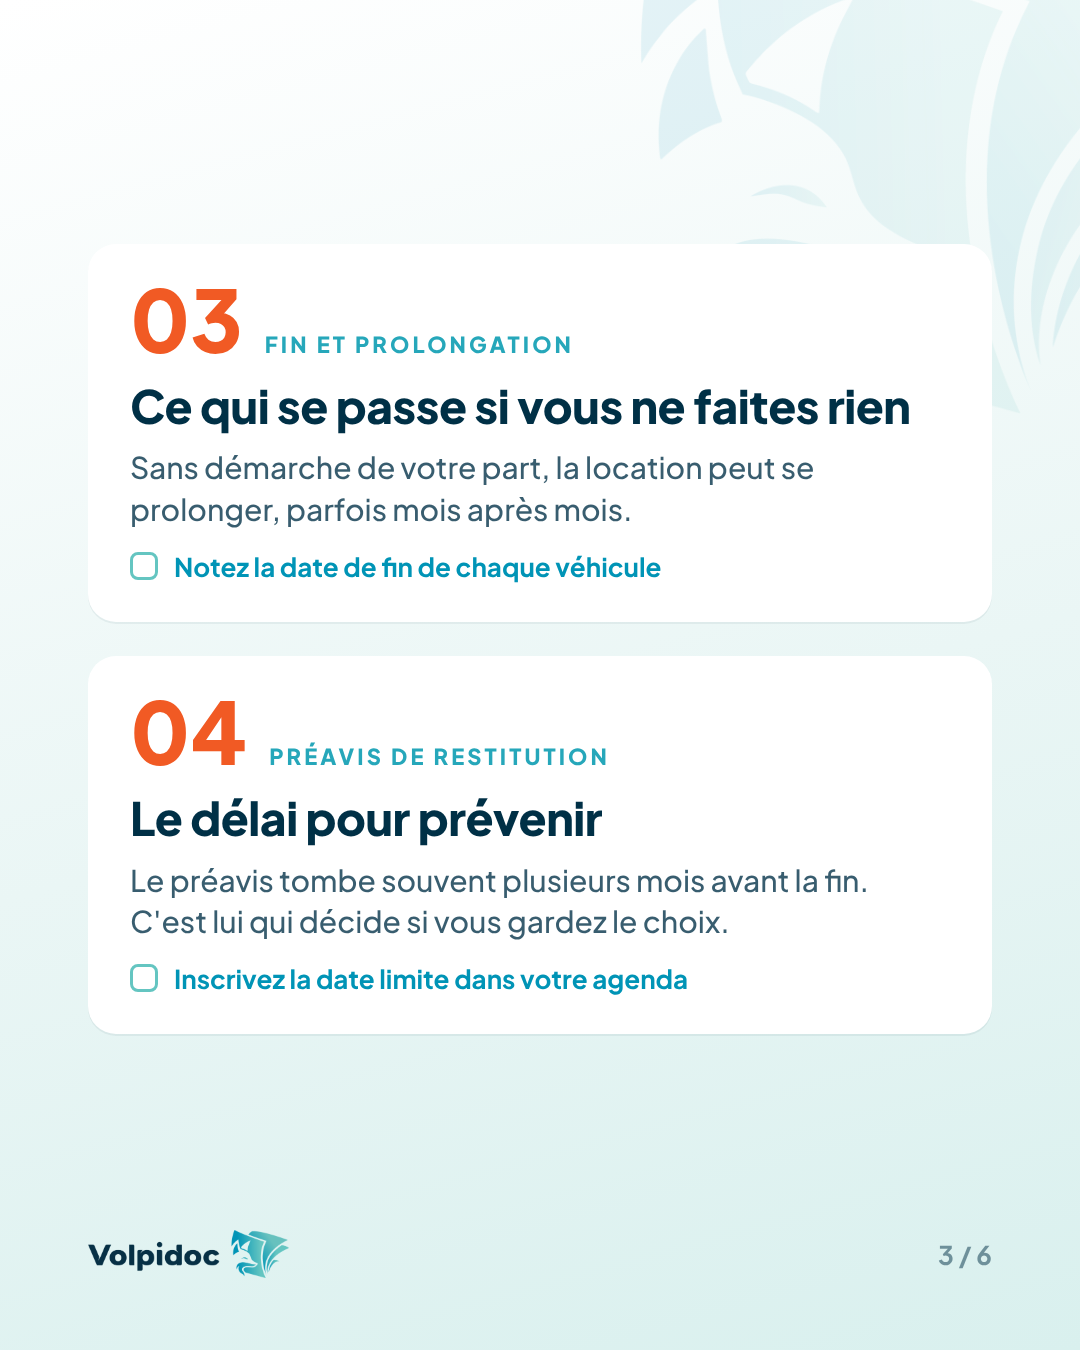 03 FIN ET PROLONGATION
Ce qui se passe si vous ne faites rien
Sans démarche de votre part, la location peut se
prolonger, parfois mois après mois.
Notez la date de fin de chaque véhicule
04 PRÉAVIS DE RESTITUTION
Le délai pour prévenir
Le préavis tombe souvent plusieurs mois avant la fin.
C'est lui qui décide si vous gardez le choix.
Inscrivez la date limite dans votre agenda
Volpidoc
3 / 6